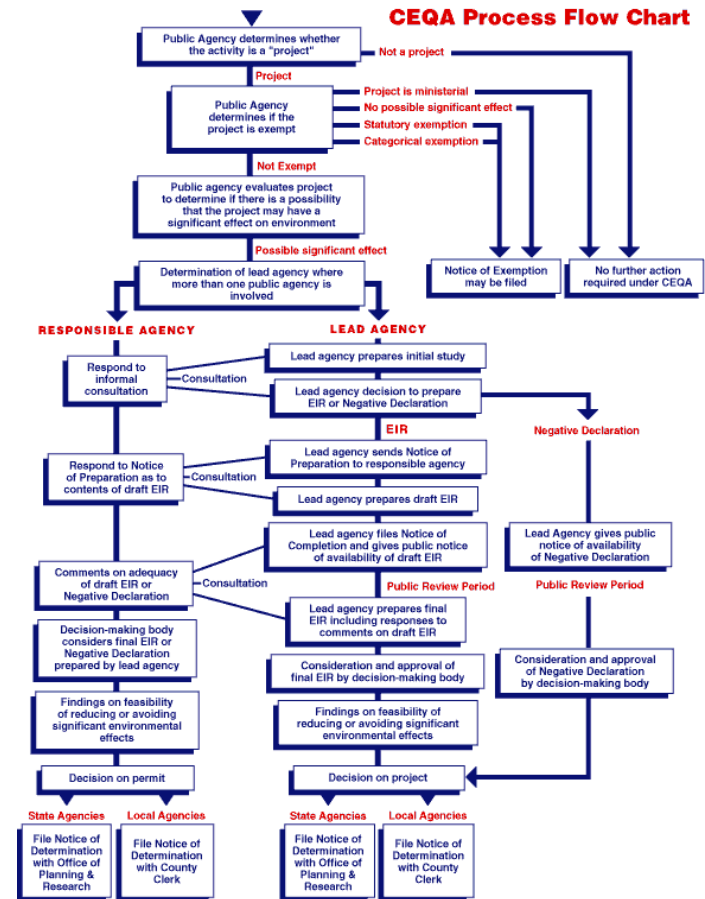 CEQA Process Flow Chart
Public Agency determines whether
the activity is a "project"
Not a project
Project
Public Agency
determines if the
project is exempt
Project is ministerial
No possible significant effect
Statutory exemption
Categorical exemption
Not Exempt
Public agency evaluates project
to determine if there is a possibility
that the project may have a
significant effect on environment
Possible significant effect
Determination of lead agency where
more than one public agency is
involved
Notice of Exemption
may be filed
No further action
required under CEQA
RESPONSIBLE AGENCY
LEAD AGENCY
Respond to
informal
consultation
Consultation
Lead agency prepares initial study
Lead agency decision to prepare
EIR or Negative Declaration
EIR
Negative Declaration
Respond to Notice
of Preparation as to
contents of draft EIR
Consultation
Lead agency sends Notice of
Preparation to responsible agency
Lead agency prepares draft EIR
Lead agency files Notice of
Completion and gives public notice
of availability of draft EIR
Lead Agency gives public
notice of availability
of Negative Declaration
Comments on adequacy
of draft EIR or
Negative Declaration
Consultation
Public Review Period
Public Review Period
Lead agency prepares final
EIR including responses to
comments on draft EIR
Decision-making body
considers final EIR or
Negative Declaration
prepared by lead agency
Consideration and approval of
final EIR by decision-making body
Consideration and approval
of Negative Declaration
by decision-making body
Findings on feasibility
of reducing or avoiding
significant environmental
effects
Findings on feasibility of
reducing or avoiding significant
environmental effects
Decision on permit
Decision on project
State Agencies
Local Agencies
State Agencies
Local Agencies
File Notice of
Determination
with Office of
Planning &
Research
File Notice of
Determination
with County
Clerk
File Notice of
Determination
with Office of
Planning &
Research
File Notice of
Determination
with County
Clerk